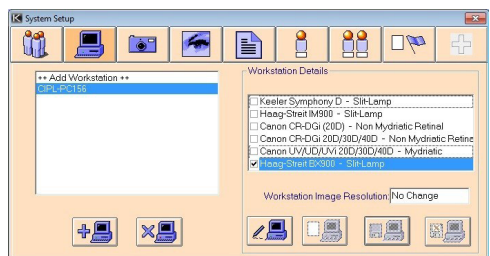 System Setup
++ Add Workstation ++
CIPL-PC156
Workstation Details
Keeler Symphony D - Slit-Lamp
Haag-Streit IM900 - Slit-Lamp
Canon CR-DGi (20D) - Non Mydriatic Retinal
Canon CR-DGi 20D/30D/40D - Non Mydriatic Retine
Canon UV/UD/UVi 20D/30D/40D - Mydriatic
Haag-Streit BX900 - Slit-Lamp
Workstation Image Resolution: No Change